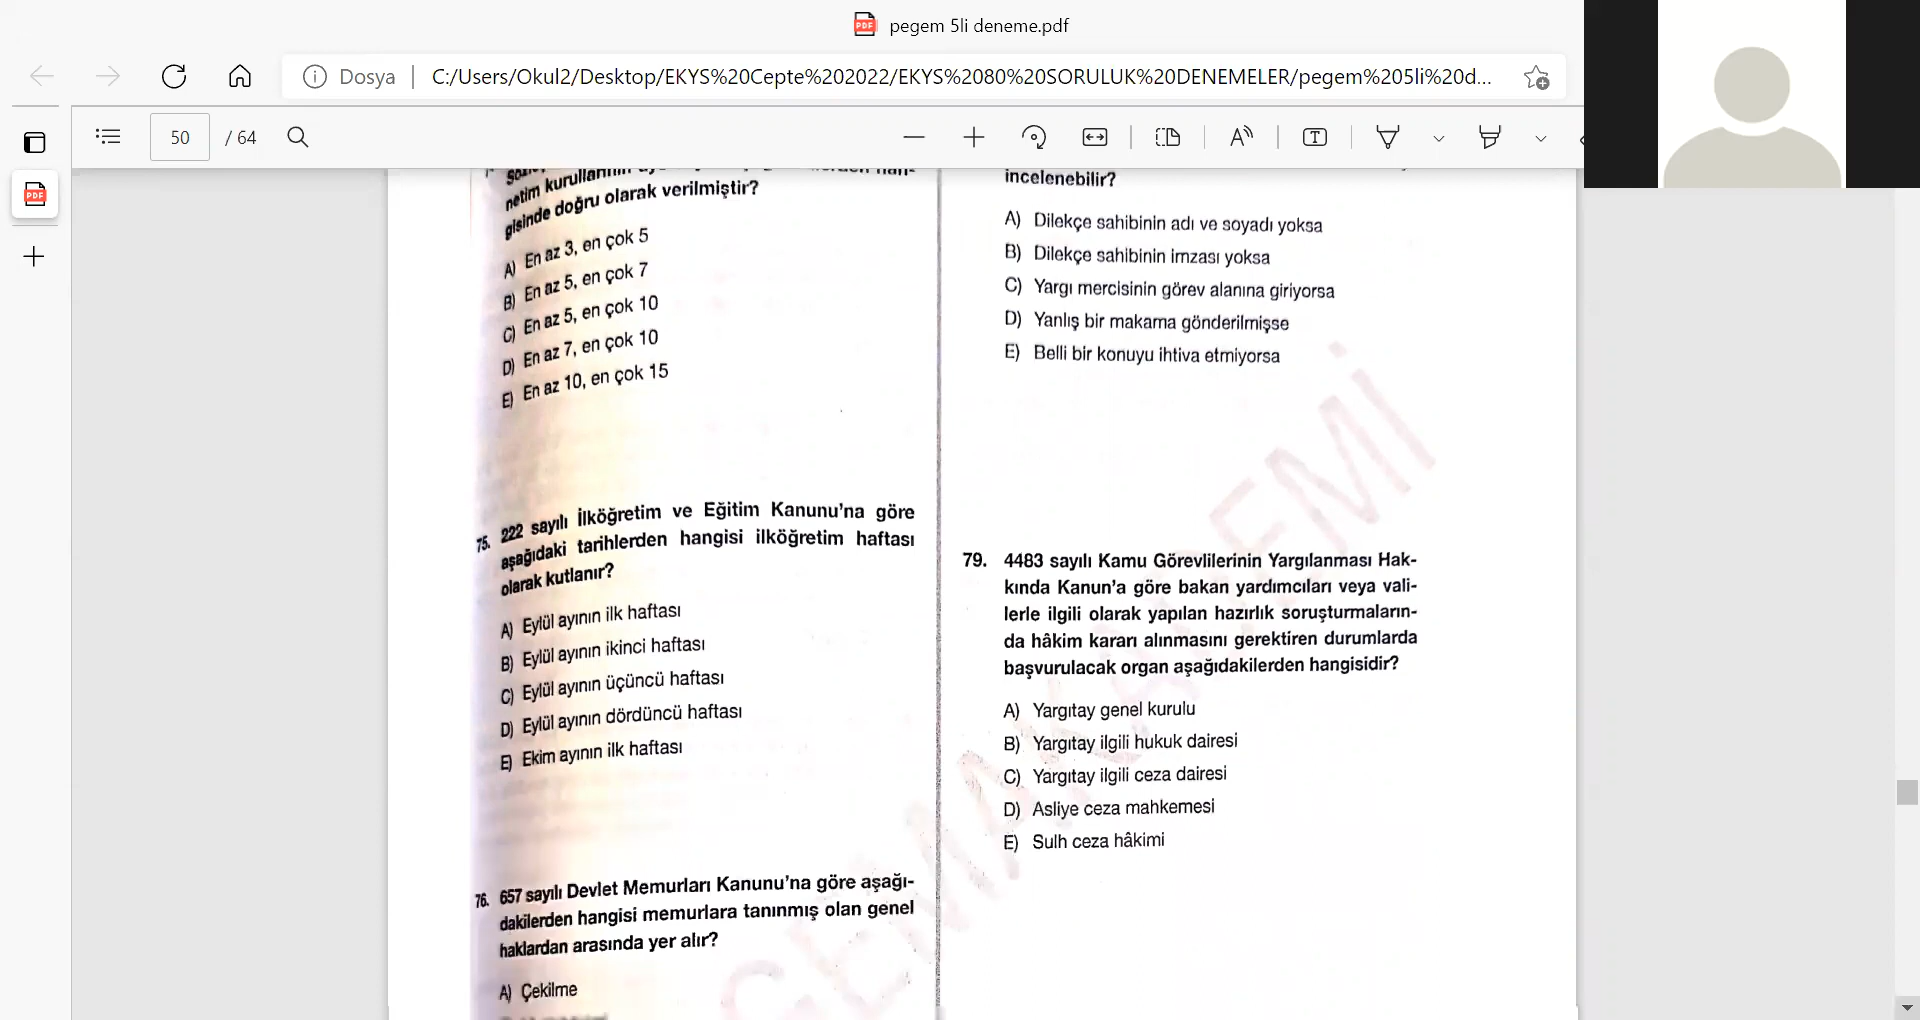 pegem 5li deneme.pdf
Dosya
C:/Users/Okul2/Desktop/EKYS%20Cepte%202022/EKYS%2080%20SORULUK%20DENEMELER/pegem%205li%20d...
50 / 64
netim kurullarının
gisinde doğru olarak verilmiştir?
A) En az 3, en çok 5
B) En az 5, en çok 7
C) En az 5, en çok 10
D) En az 7, en çok 10
E) En az 10, en çok 15
75. 222 sayılı İlköğretim ve Eğitim Kanunu'na göre
aşağıdaki tarihlerden hangisi ilköğretim haftası
olarak kutlanır?
A) Eylül ayının ilk haftası
B) Eylül ayının ikinci haftası
C) Eylül ayının üçüncü haftası
D) Eylül ayının dördüncü haftası
E) Ekim ayının ilk haftası
76. 657 sayılı Devlet Memurları Kanunu'na göre aşağı-
dakilerden hangisi memurlara tanınmış olan genel
haklardan arasında yer alır?
A) Çekilme
incelenebilir?
A) Dilekçe sahibinin adı ve soyadı yoksa
B) Dilekçe sahibinin imzası yoksa
C) Yargı mercisinin görev alanına giriyorsa
D) Yanlış bir makama gönderilmişse
E) Belli bir konuyu ihtiva etmiyorsa
79. 4483 sayılı Kamu Görevlilerinin Yargılanması Hak-
kında Kanun'a göre bakan yardımcıları veya vali-
lerle ilgili olarak yapılan hazırlık soruşturmaların-
da hâkim kararı alınmasını gerektiren durumlarda
başvurulacak organ aşağıdakilerden hangisidir?
A) Yargıtay genel kurulu
B) Yargıtay ilgili hukuk dairesi
C) Yargıtay ilgili ceza dairesi
D) Asliye ceza mahkemesi
E) Sulh ceza hâkimi